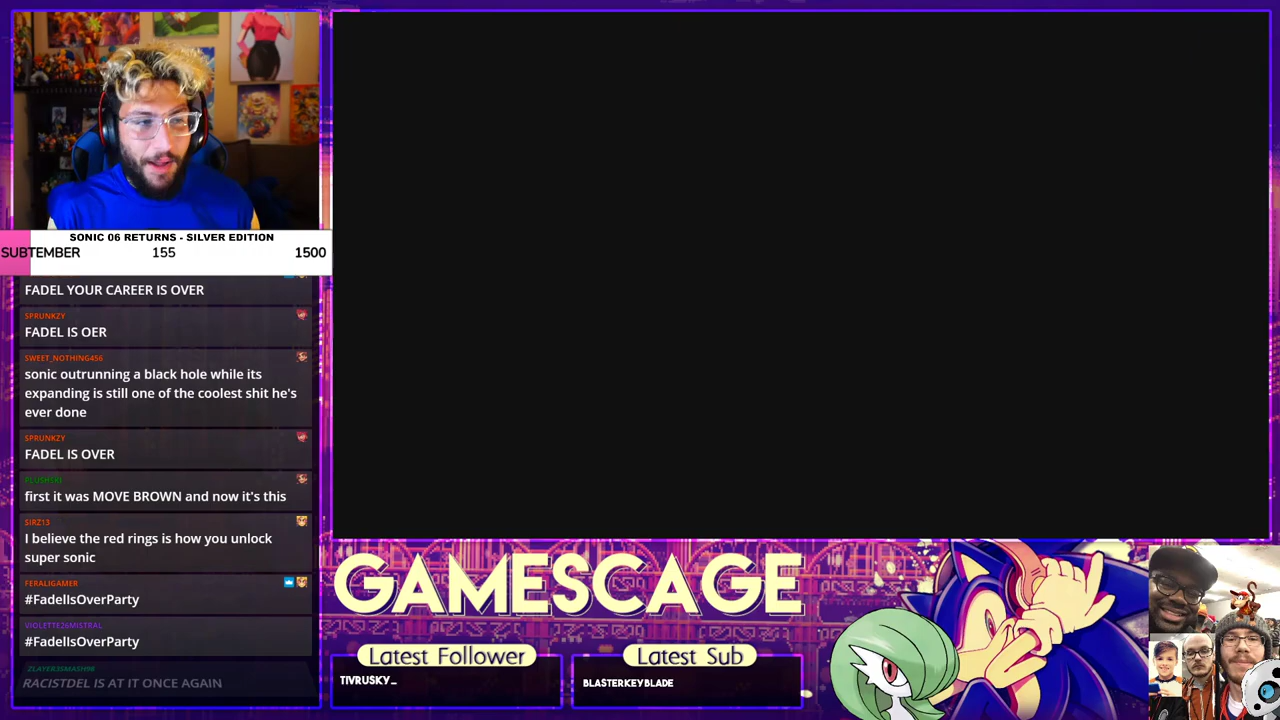 SONIC 06 RETURNS - SILVER EDITION
SUBTEMBER 155 1500
FADEL YOUR CAREER IS OVER
SPRUNKZY
FADEL IS OER
SWEET_NOTHING456
sonic outrunning a black hole while its
expanding is still one of the coolest shit he's
ever done
SPRUNKZY
FADEL IS OVER
first it was MOVE BROWN and now it's this
SIRZ13
I believe the red rings is how you unlock
super sonic
FERALIGAMER
#FadelIsOverParty
VIOLETTE26MISTRAL
#FadelIsOverParty
ZLAYER3SMASH98
RACISTDEL IS AT IT ONCE AGAIN
GAMESCAGE
Latest Follower
TIVRUSKY_
Latest Sub
BLASTERKEYBLADE